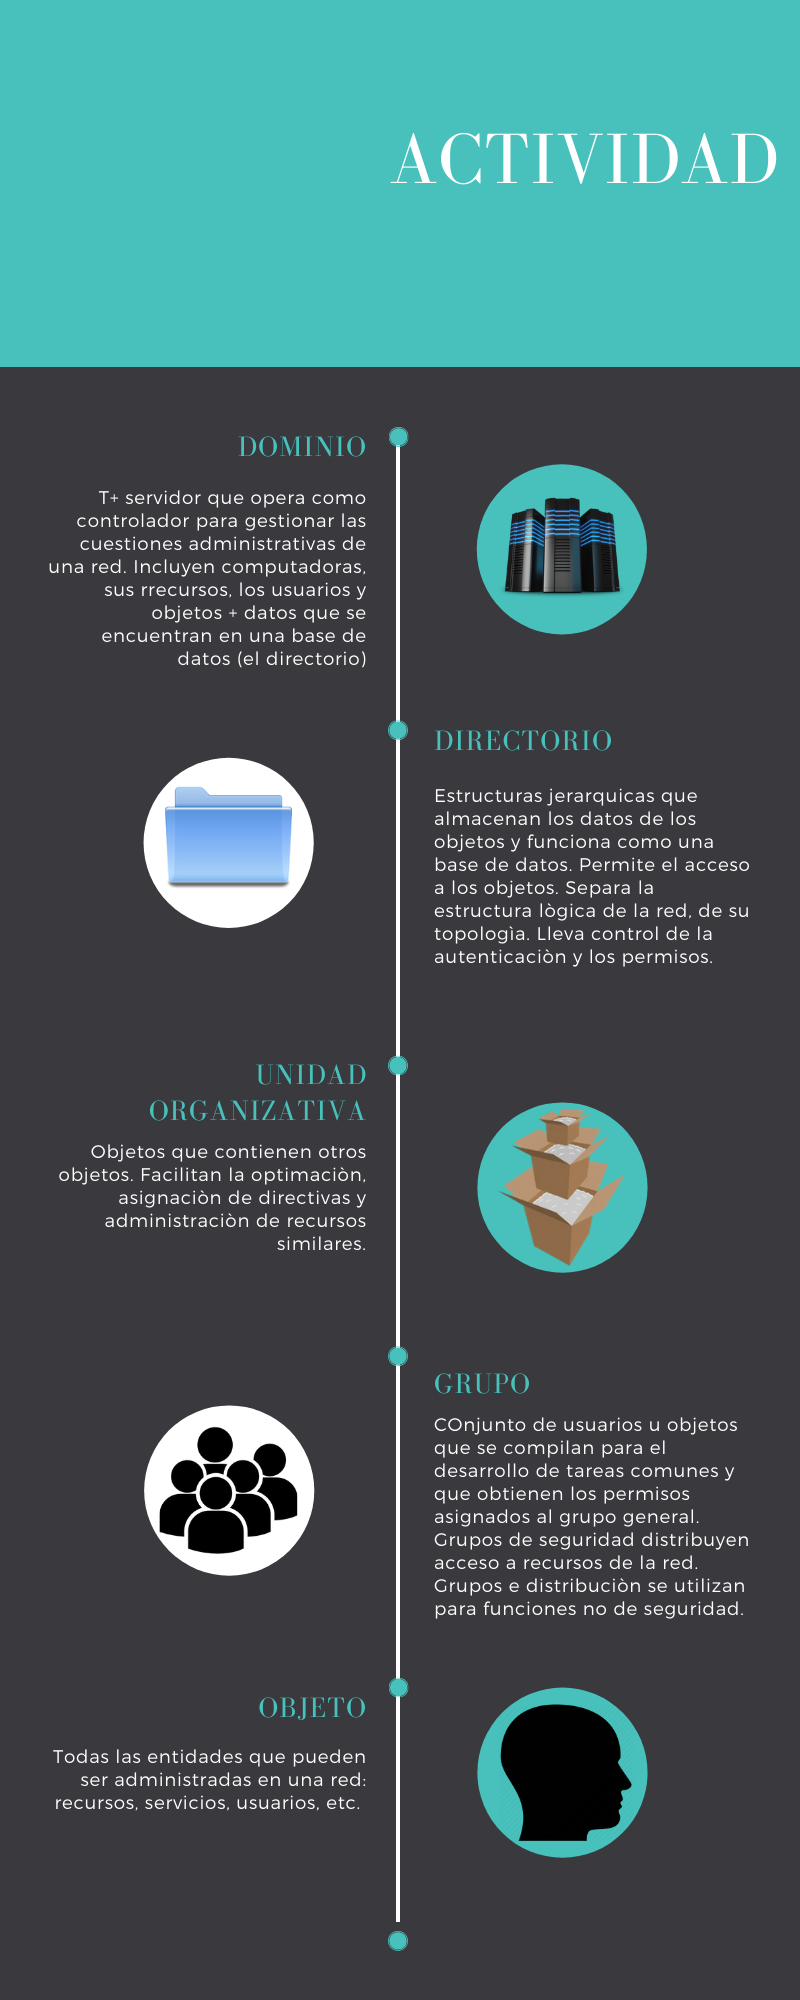 ACTIVIDAD
DOMINIO
T+ servidor que opera como
controlador para gestionar las
cuestiones administrativas de
una red. Incluyen computadoras,
sus rrecursos, los usuarios y
objetos + datos que se
encuentran en una base de
datos (el directorio)
DIRECTORIO
Estructuras jerarquicas que
almacenan los datos de los
objetos y funciona como una
base de datos. Permite el acceso
a los objetos. Separa la
estructura lògica de la red, de su
topologìa. Lleva control de la
autenticaciòn y los permisos.
UNIDAD
ORGANIZATIVA
Objetos que contienen otros
objetos. Facilitan la optimaciòn,
asignaciòn de directivas y
administraciòn de recursos
similares.
GRUPO
COnjunto de usuarios u objetos
que se compilan para el
desarrollo de tareas comunes y
que obtienen los permisos
asignados al grupo general.
Grupos de seguridad distribuyen
acceso a recursos de la red.
Grupos e distribuciòn se utilizan
para funciones no de seguridad.
OBJETO
Todas las entidades que pueden
ser administradas en una red:
recursos, servicios, usuarios, etc.